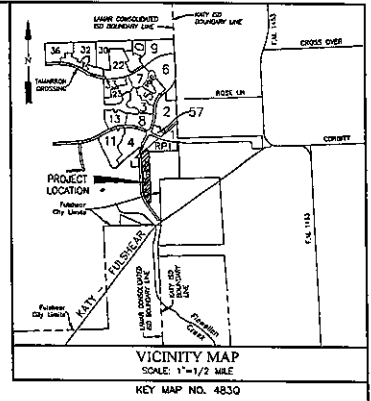 LAMAR CONSOLIDATED
ISD BOUNDARY LINE
KATY ISD
BOUNDARY LINE
F.M. 1463
CROSS OVER
36
32
30
9
22
6
7
N
TAMARRON
CROSSING
23
3
ROSE LN
2
57
13
8
11
4
RP1
CORBITT
PROJECT
LOCATION
Fulshear
City Limits
F.M. 1463
KATY - FULSHEAR
LAMAR CONSOLIDATED
ISD BOUNDARY LINE
KATY ISD
BOUNDARY LINE
Fulshear
City Limits
Flewellen
Creek
VICINITY MAP
SCALE: 1"=1/2 MILE
KEY MAP NO. 483Q